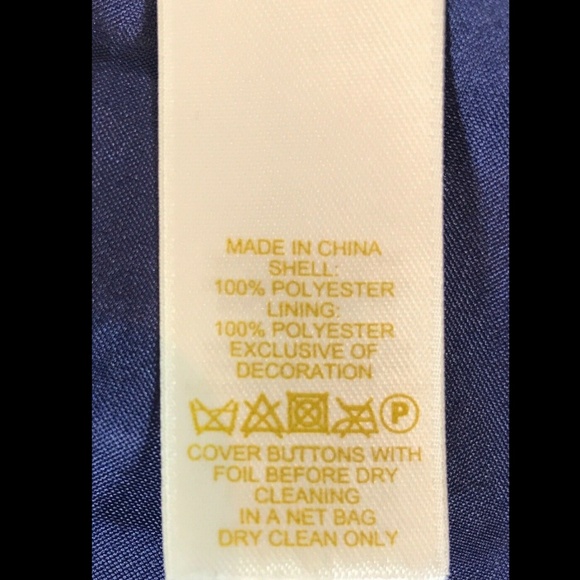 MADE IN CHINA
SHELL:
100% POLYESTER
LINING:
100% POLYESTER
EXCLUSIVE OF
DECORATION
P
COVER BUTTONS WITH
FOIL BEFORE DRY
CLEANING
IN A NET BAG
DRY CLEAN ONLY